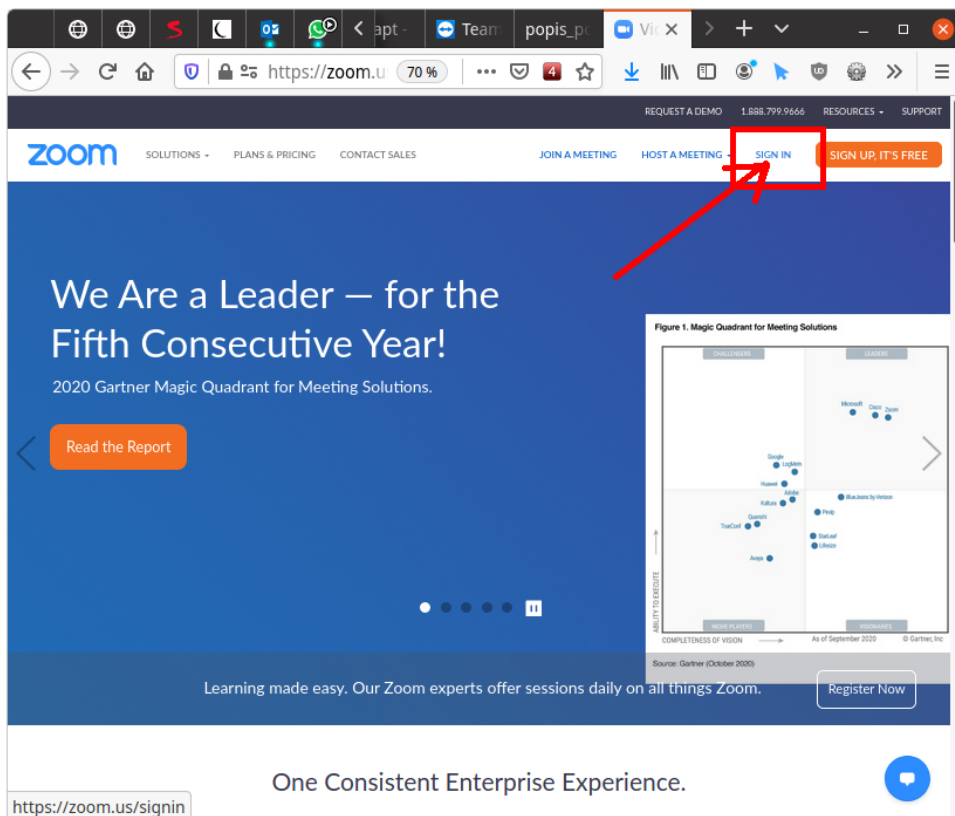 apt -
Team
popis_po
Vi
https://zoom.u
70 %
4
REQUEST A DEMO 1.888.799.9666 RESOURCES SUPPORT
zoom SOLUTIONS PLANS & PRICING CONTACT SALES JOIN A MEETING HOST A MEETING SIGN IN SIGN UP, IT'S FREE
We Are a Leader — for the
Fifth Consecutive Year!
2020 Gartner Magic Quadrant for Meeting Solutions.
Read the Report
Figure 1. Magic Quadrant for Meeting Solutions
CHALLENGERS LEADERS
Microsoft Cisco Zoom
Google
LogMeIn
Huawei
Adobe
Kaltura
BlueJeans by Verizon
Pexip
Quanshi
TrueConf
StarLeaf
Lifesize
Avaya
ABILITY TO EXECUTE
NICHE PLAYERS VISIONARIES
COMPLETENESS OF VISION As of September 2020 © Gartner, Inc
Source: Gartner (October 2020)
Learning made easy. Our Zoom experts offer sessions daily on all things Zoom. Register Now
One Consistent Enterprise Experience.
https://zoom.us/signin